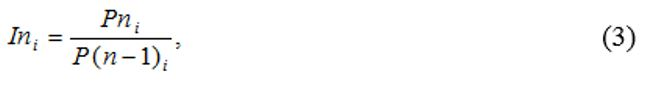 In_i = Pn_i / P(n−1)_i , (3)